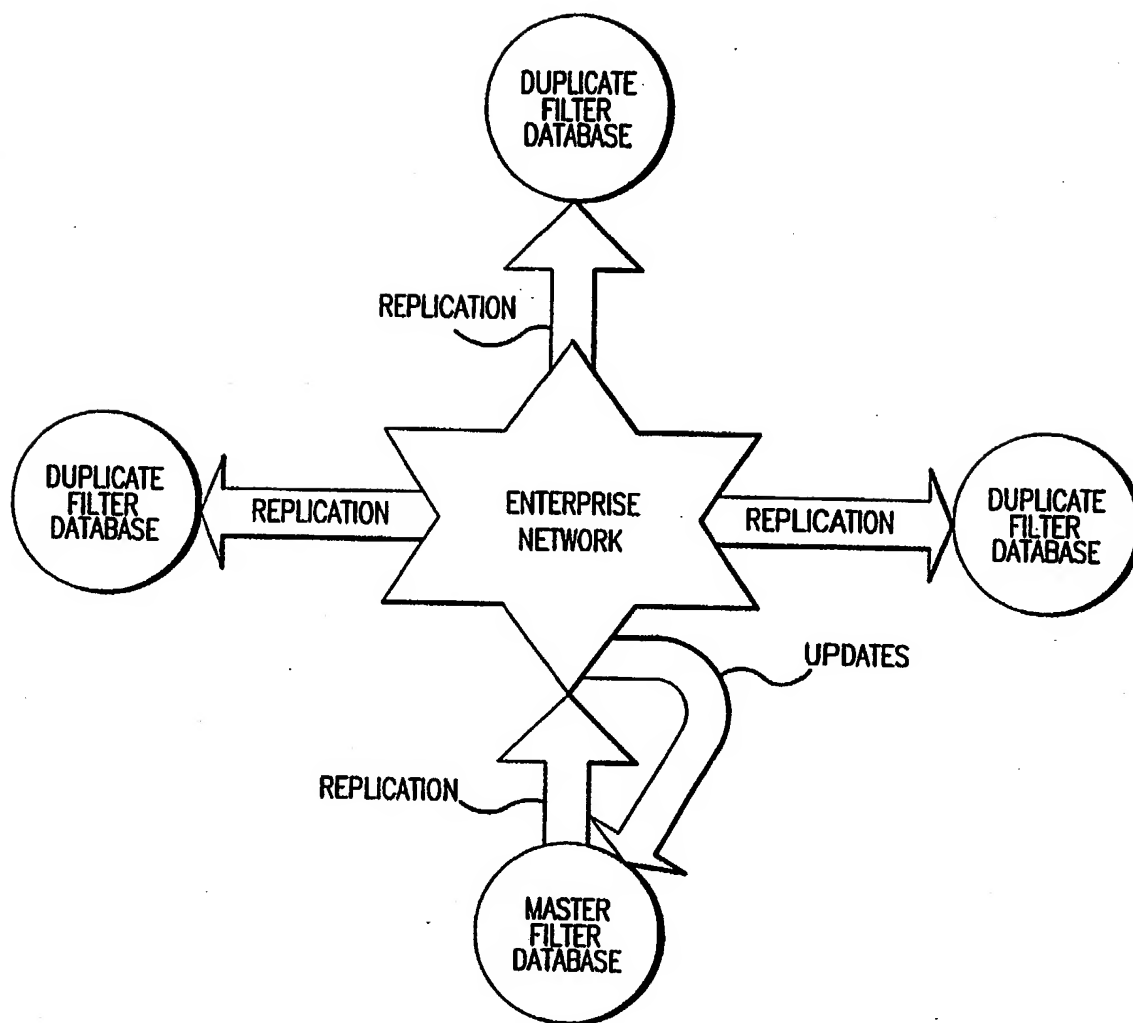 DUPLICATE
FILTER
DATABASE
REPLICATION
DUPLICATE
FILTER
DATABASE
REPLICATION
ENTERPRISE
NETWORK
REPLICATION
DUPLICATE
FILTER
DATABASE
UPDATES
REPLICATION
MASTER
FILTER
DATABASE